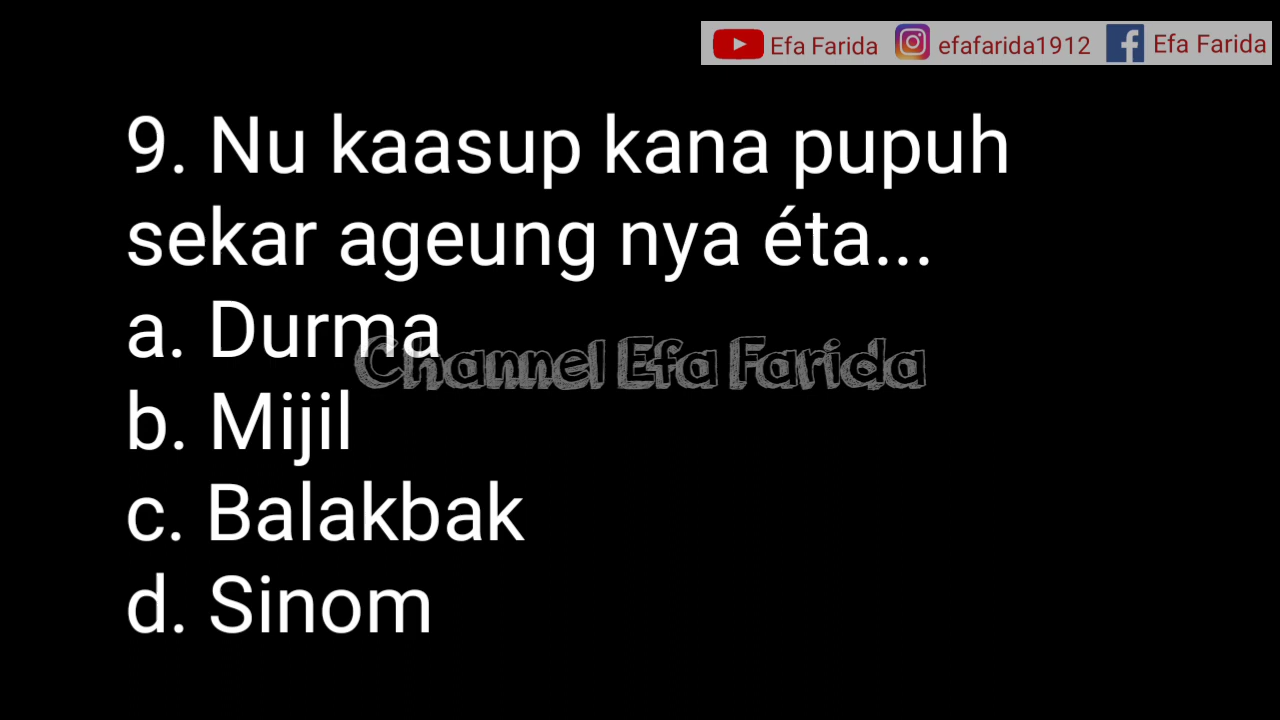 Efa Farida efafarida1912 Efa Farida
9. Nu kaasup kana pupuh
sekar ageung nya éta...
a. Durma
Channel Efa Farida
b. Mijil
c. Balakbak
d. Sinom